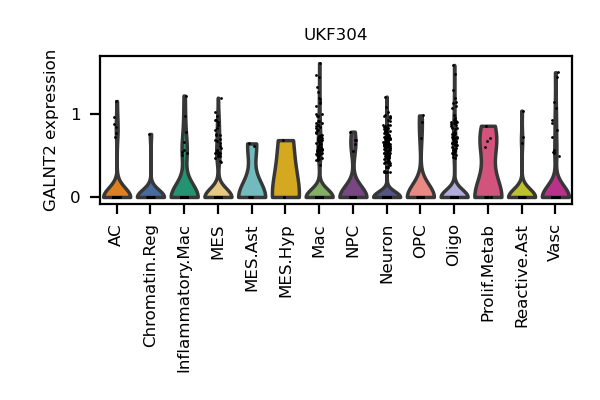 UKF304
GALNT2 expression
1
0
AC
Chromatin.Reg
Inflammatory.Mac
MES
MES.Ast
MES.Hyp
Mac
NPC
Neuron
OPC
Oligo
Prolif.Metab
Reactive.Ast
Vasc